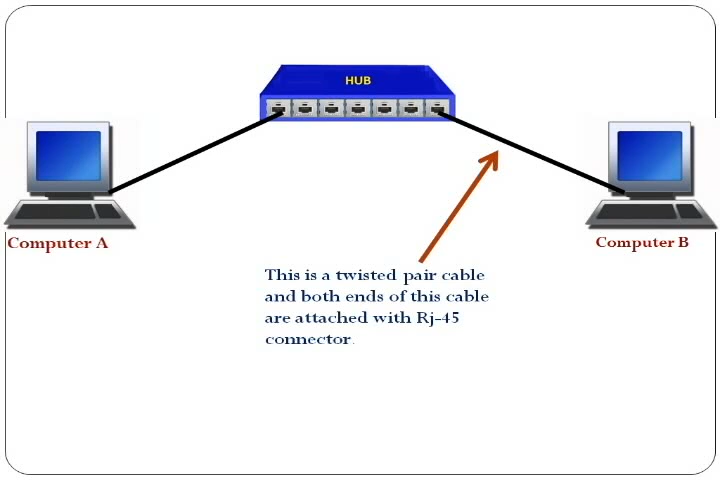 HUB
Computer A
Computer B
This is a twisted pair cable
and both ends of this cable
are attached with Rj-45
connector.